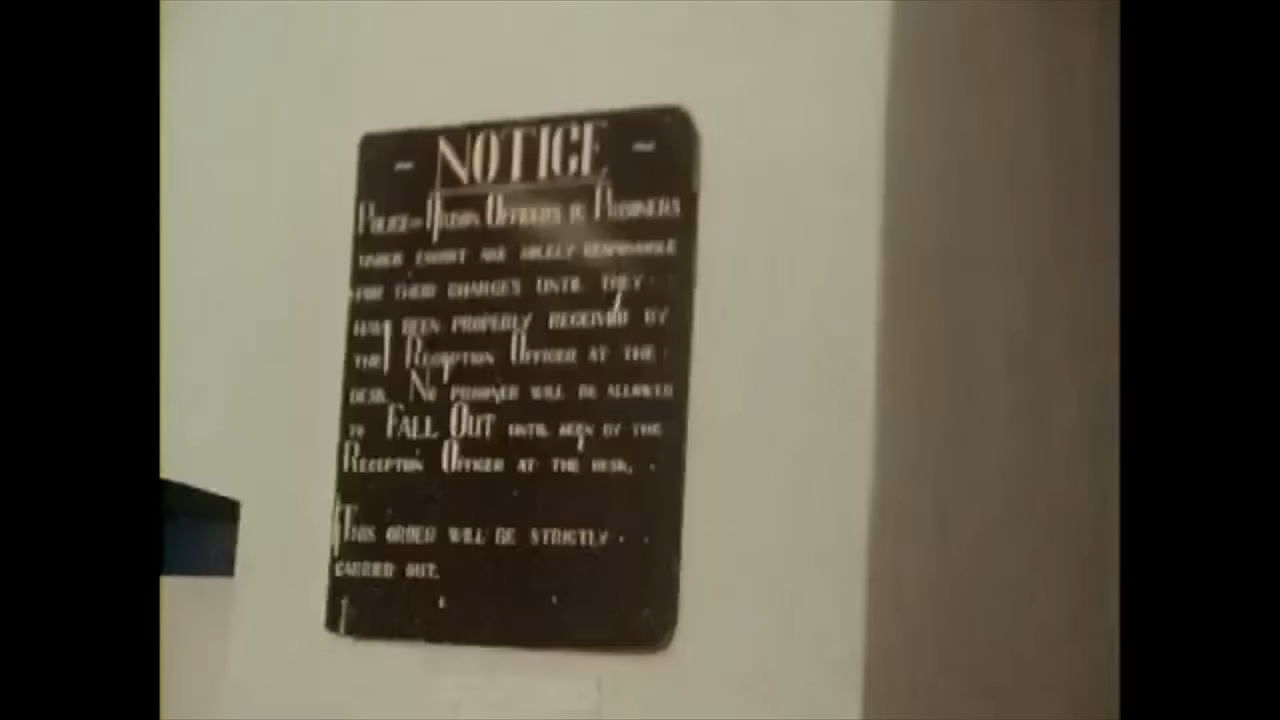 - NOTICE -
POLICE - PRISON OFFICERS & PRISONERS
UNDER ESCORT ARE SOLELY RESPONSIBLE
FOR THEIR CHARGES UNTIL THEY
HAVE BEEN PROPERLY RECEIVED BY
THE RECEPTION OFFICER AT THE
DESK. NO PRISONER WILL BE ALLOWED
TO FALL OUT UNTIL SEEN BY THE
RECEPTION OFFICER AT THE DESK.
THIS ORDER WILL BE STRICTLY
CARRIED OUT.